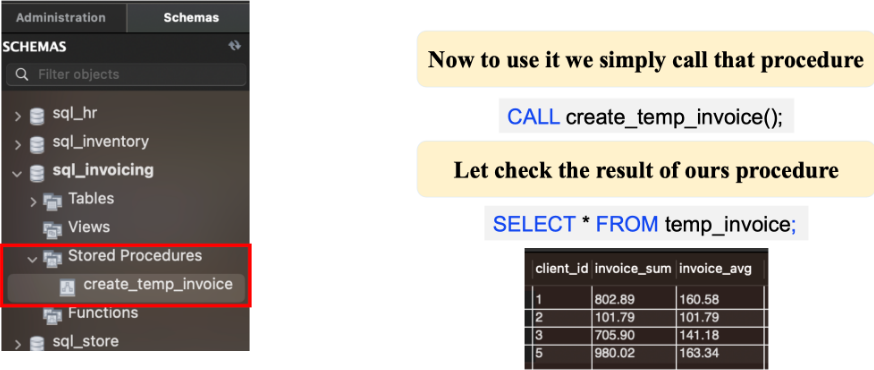 Administration
Schemas
SCHEMAS
Filter objects
sql_hr
sql_inventory
sql_invoicing
Tables
Views
Stored Procedures
create_temp_invoice
Functions
sql_store
Now to use it we simply call that procedure
CALL create_temp_invoice();
Let check the result of ours procedure
SELECT * FROM temp_invoice;
client_id invoice_sum invoice_avg
1 802.89 160.58
2 101.79 101.79
3 705.90 141.18
5 980.02 163.34